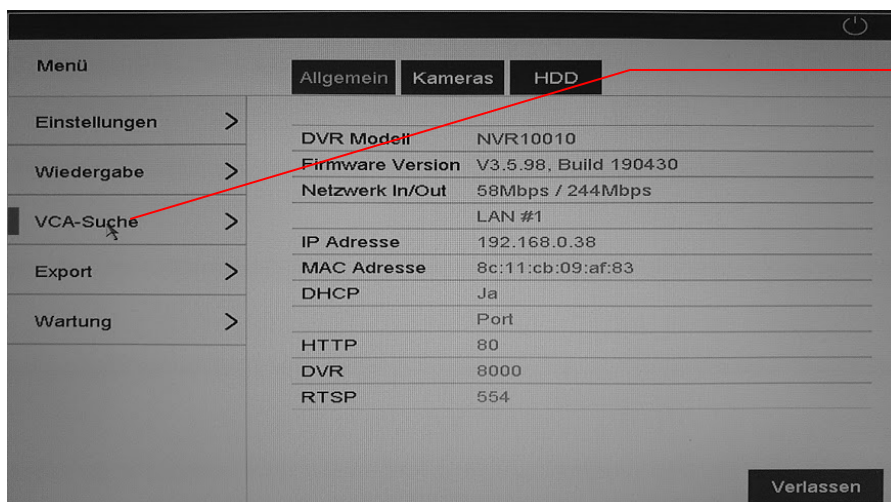 Menü
Allgemein Kameras HDD
Einstellungen >
Wiedergabe >
VCA-Suche >
Export >
Wartung >
DVR Modell NVR10010
Firmware Version V3.5.98, Build 190430
Netzwerk In/Out 58Mbps / 244Mbps
LAN #1
IP Adresse 192.168.0.38
MAC Adresse 8c:11:cb:09:af:83
DHCP Ja
Port
HTTP 80
DVR 8000
RTSP 554
Verlassen